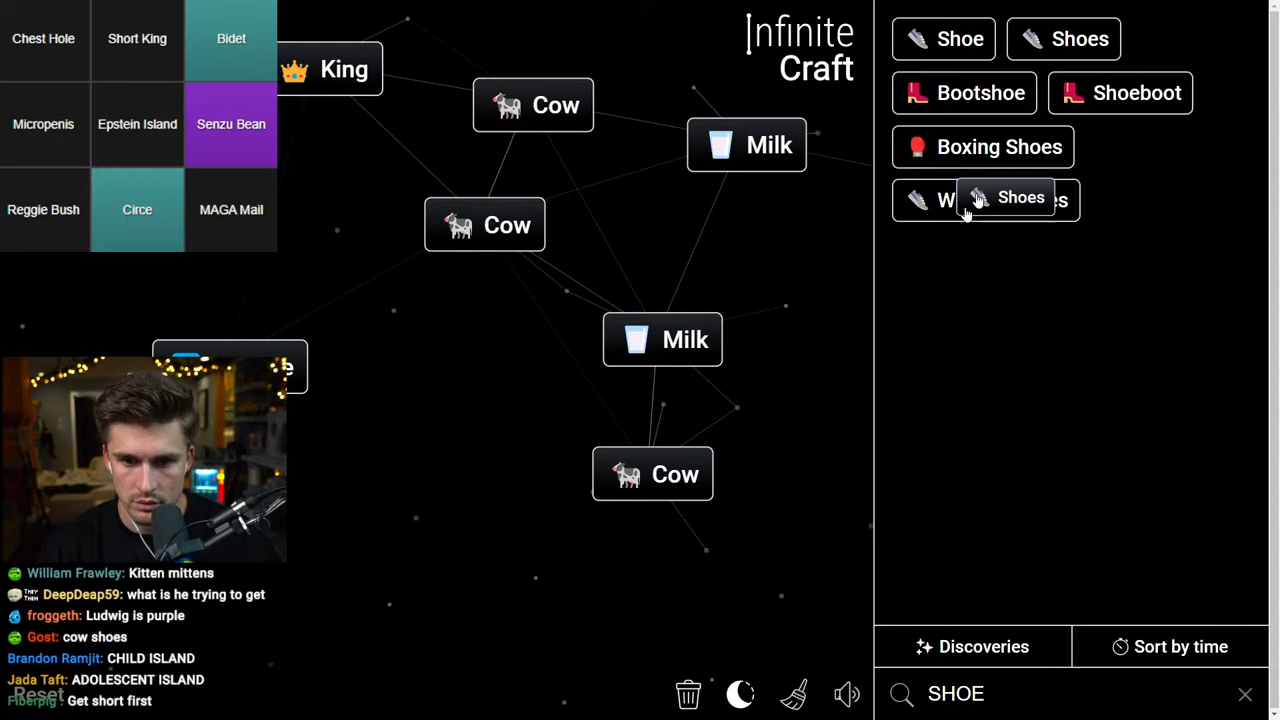 Chest Hole
Short King
Bidet
Micropenis
Epstein Island
Senzu Bean
Reggie Bush
Circe
MAGA Mail
King
Cow
Milk
Cow
Milk
Cow
Infinite
Craft
Shoe
Shoes
Bootshoe
Shoeboot
Boxing Shoes
Shoes
William Frawley: Kitten mittens
DeepDap59: what is he trying to get
froggeth: Ludwig is purple
Gost: cow shoes
Brandon Ramjit: CHILD ISLAND
Jada Taft: ADOLESCENT ISLAND
Fiberpig: Get short first
Reset
Discoveries
Sort by time
SHOE